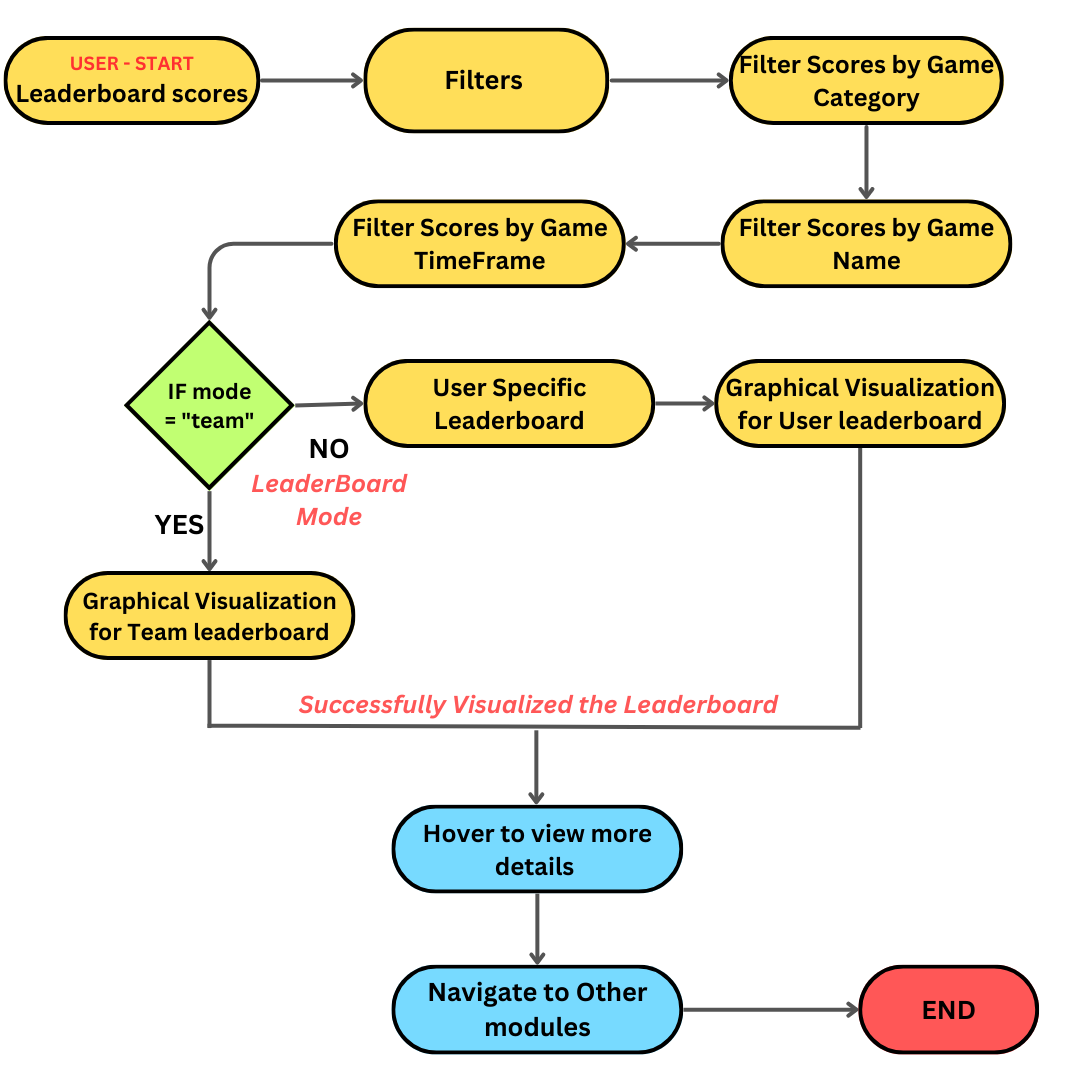 USER - START
Leaderboard scores
Filters
Filter Scores by Game
Category
Filter Scores by Game
Name
Filter Scores by Game
TimeFrame
IF mode
= "team"
NO
LeaderBoard
Mode
User Specific
Leaderboard
Graphical Visualization
for User leaderboard
YES
Graphical Visualization
for Team leaderboard
Successfully Visualized the Leaderboard
Hover to view more
details
Navigate to Other
modules
END